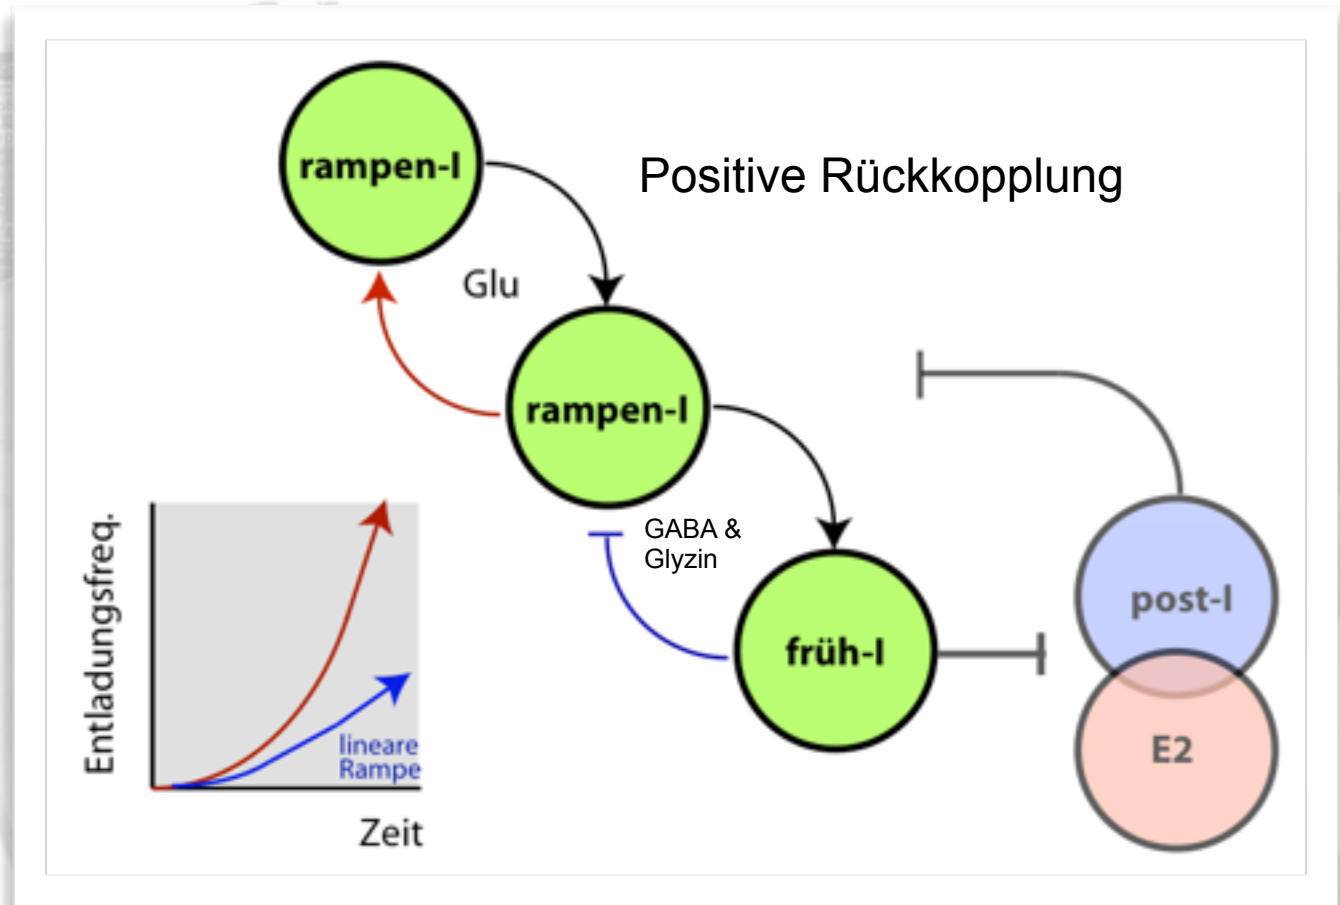 rampen-I
Positive Rückkopplung
Glu
rampen-I
GABA &
Glyzin
früh-I
post-I
E2
Entladungsfreq.
lineare
Rampe
Zeit